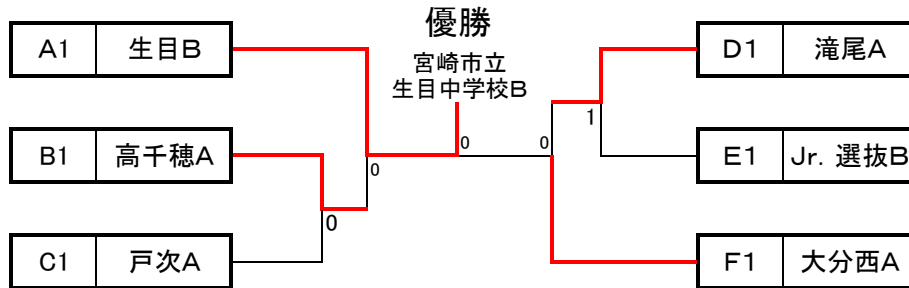 優勝
宮崎市立
生目中学校B
A1 生目B
B1 高千穂A
C1 戸次A
D1 滝尾A
E1 Jr. 選抜B
F1 大分西A
0
0
0
0
1